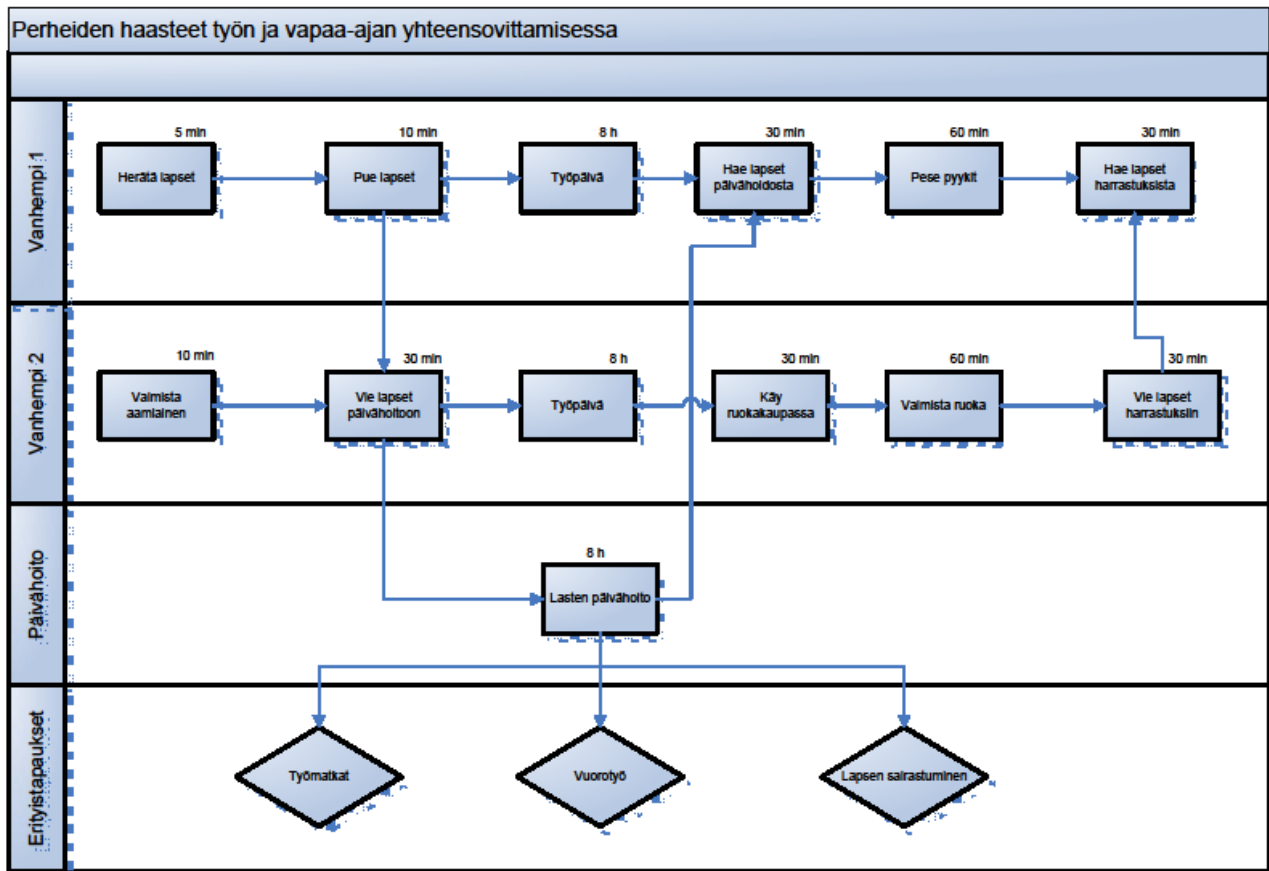 Perheiden haasteet työn ja vapaa-ajan yhteensovittamisessa
Vanhempi 1
5 min
Herätä lapset
10 min
Pue lapset
8 h
Työpäivä
30 min
Hae lapset
päivähoidosta
60 min
Pese pyykit
30 min
Hae lapset
harrastuksista
Vanhempi 2
10 min
Valmista
aamiainen
30 min
Vie lapset
päivähoitoon
8 h
Työpäivä
30 min
Käy
ruokakaupassa
60 min
Valmista ruoka
30 min
Vie lapset
harrastuksiin
Päivähoito
8 h
Lasten päivähoito
Erityistapaukset
Työmatkat
Vuorotyö
Lapsen sairastuminen